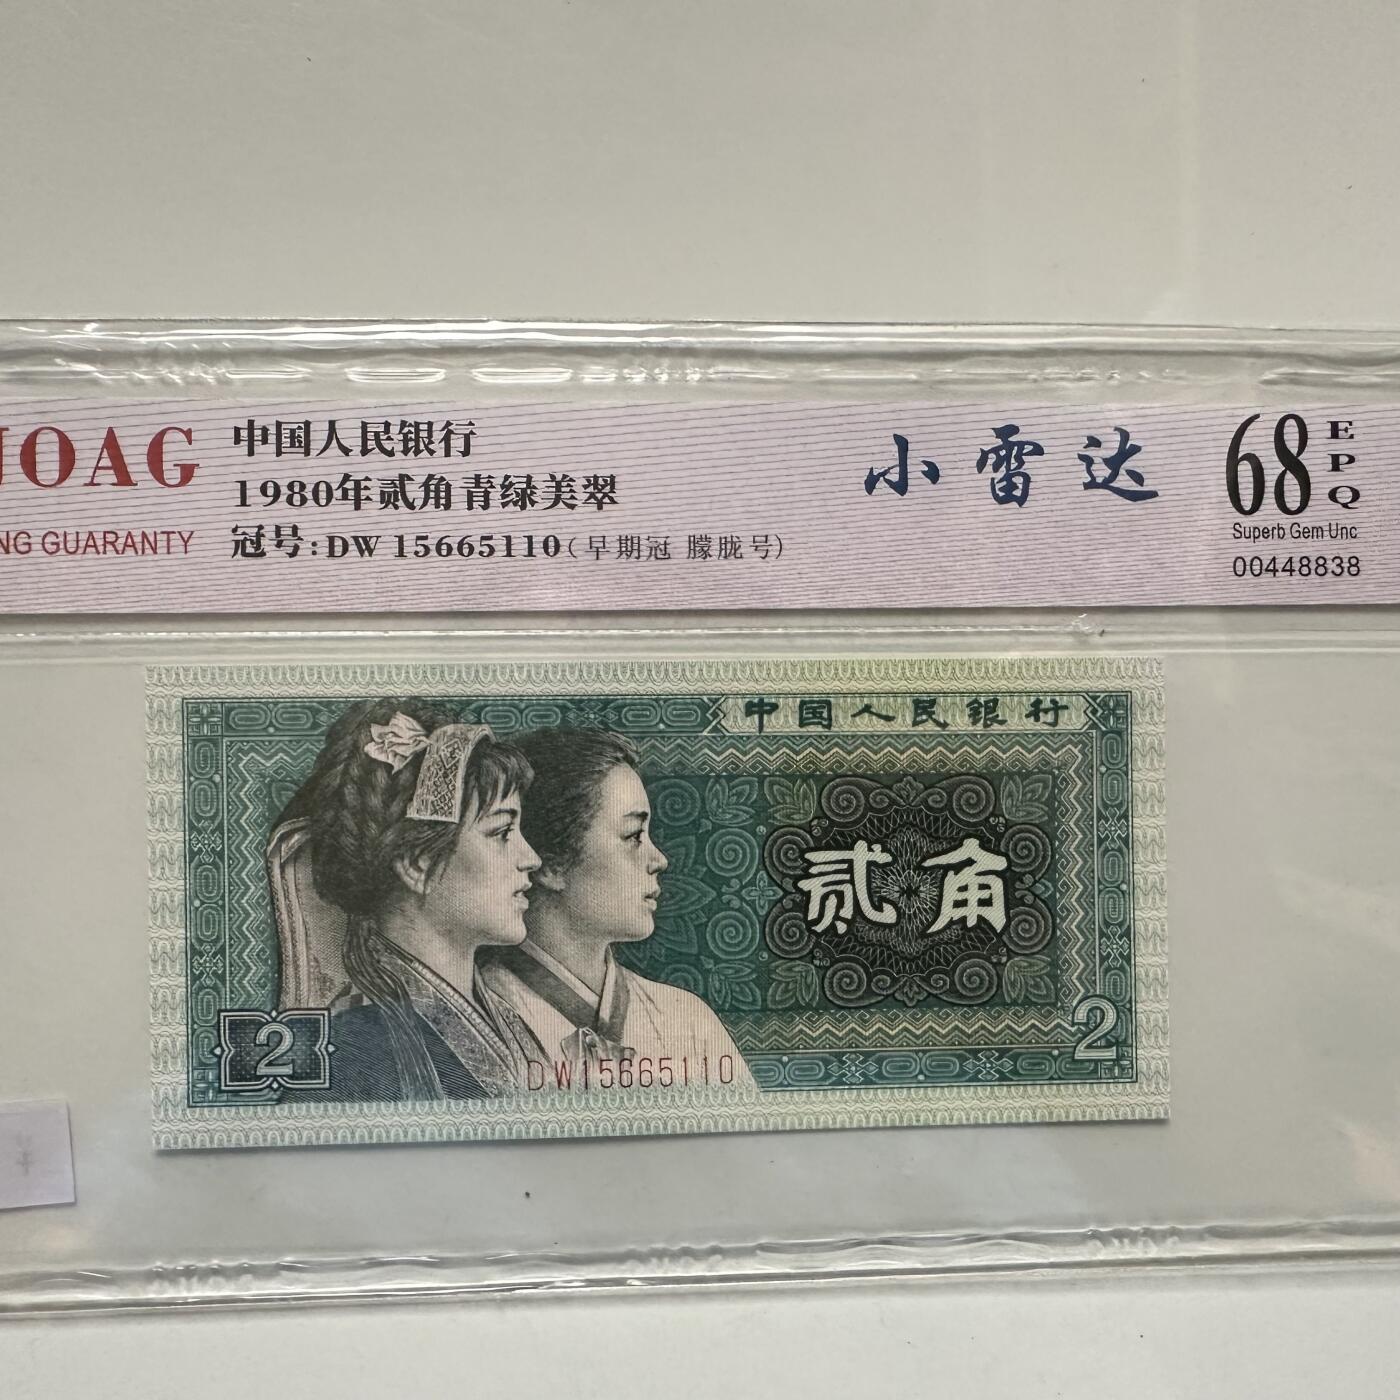 JOAG
NG GUARANTY
中国人民银行
1980年贰角青绿美翠
冠号:DW 15665110(早期冠 朦胧号)
小雷达
68
EPQ
Superb Gem Unc
00448838
中国人民银行
贰角
2
2
DW15665110